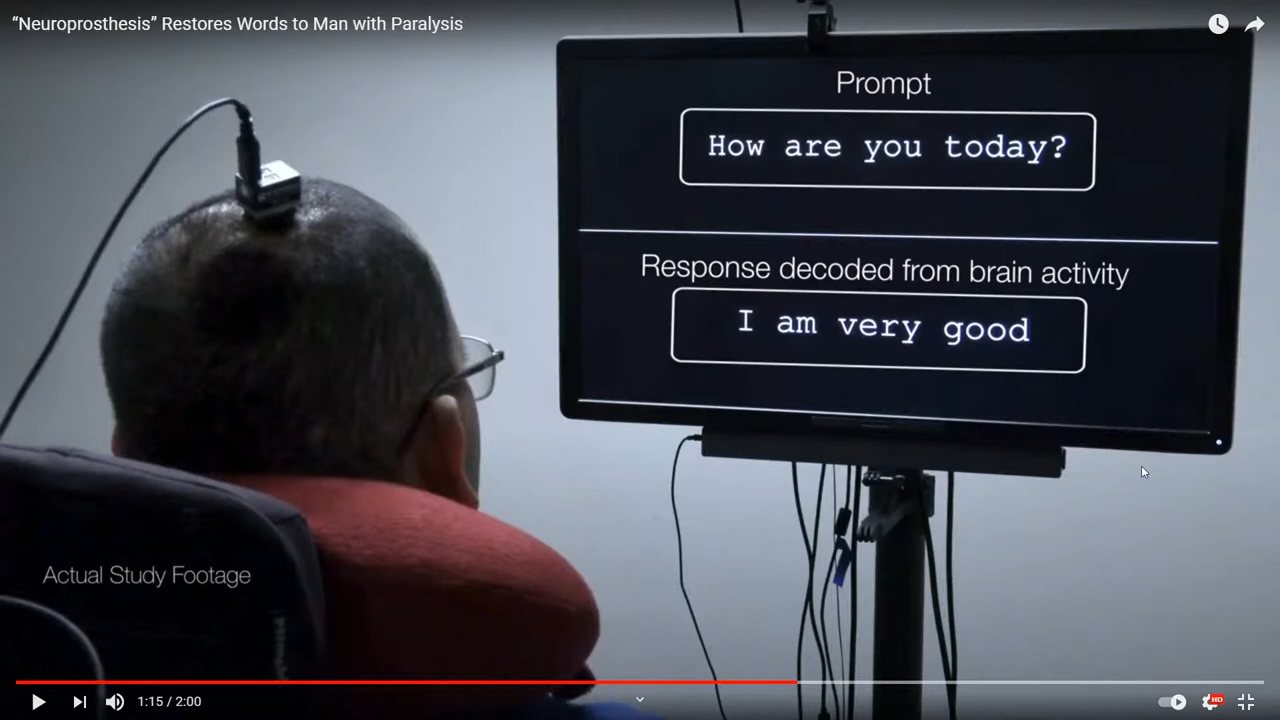 “Neuroprosthesis” Restores Words to Man with Paralysis
Prompt
How are you today?
Response decoded from brain activity
I am very good
Actual Study Footage
1:15 / 2:00
HD